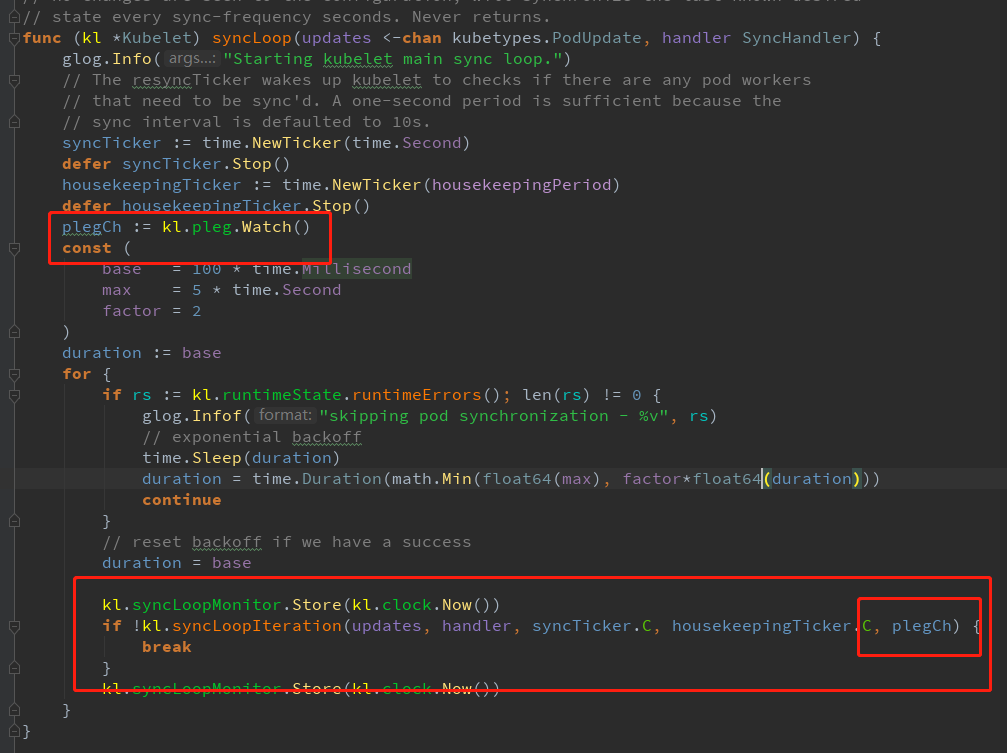 // state every sync-frequency seconds. Never returns.
func (kl *Kubelet) syncLoop(updates <-chan kubetypes.PodUpdate, handler SyncHandler) {
glog.Info( args...: "Starting kubelet main sync loop.")
// The resyncTicker wakes up kubelet to checks if there are any pod workers
// that need to be sync'd. A one-second period is sufficient because the
// sync interval is defaulted to 10s.
syncTicker := time.NewTicker(time.Second)
defer syncTicker.Stop()
housekeepingTicker := time.NewTicker(housekeepingPeriod)
defer housekeepingTicker.Stop()
plegCh := kl.pleg.Watch()
const (
base = 100 * time.Millisecond
max = 5 * time.Second
factor = 2
)
duration := base
for {
if rs := kl.runtimeState.runtimeErrors(); len(rs) != 0 {
glog.Infof( format: "skipping pod synchronization - %v", rs)
// exponential backoff
time.Sleep(duration)
duration = time.Duration(math.Min(float64(max), factor*float64(duration)))
continue
}
// reset backoff if we have a success
duration = base
kl.syncLoopMonitor.Store(kl.clock.Now())
if !kl.syncLoopIteration(updates, handler, syncTicker.C, housekeepingTicker.C, plegCh) {
break
}
kl.syncLoopMonitor.Store(kl.clock.Now())
}
}